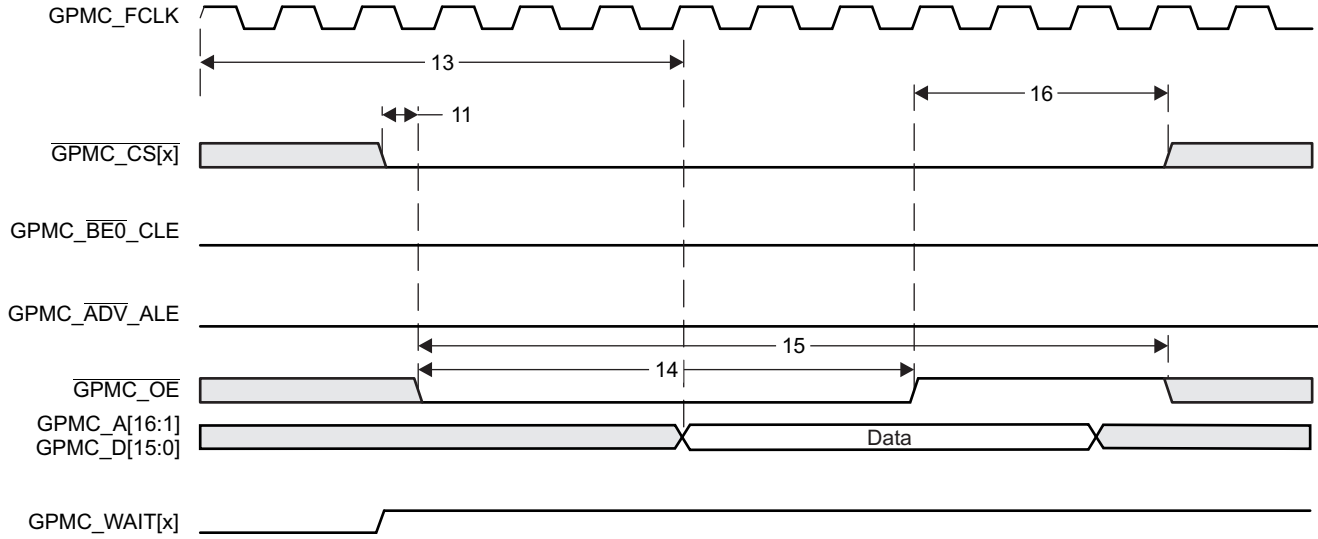 GPMC_FCLK
13
11
16
GPMC_CS[x]
GPMC_BE0_CLE
GPMC_ADV_ALE
15
14
GPMC_OE
GPMC_A[16:1]
GPMC_D[15:0]
Data
GPMC_WAIT[x]